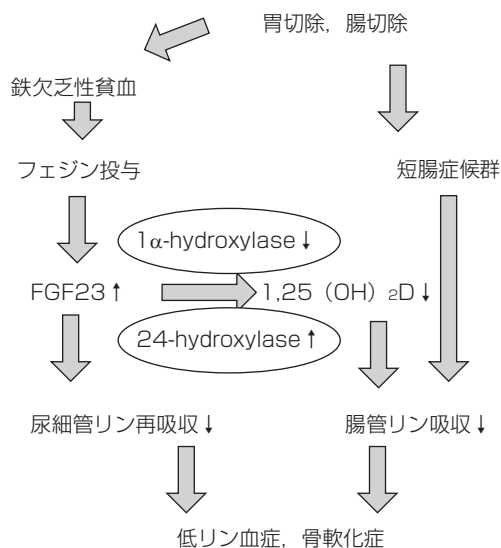 胃切除,腸切除
鉄欠乏性貧血
フェジン投与
短腸症候群
1α-hydroxylase↓
FGF23↑
1,25(OH)₂D↓
24-hydroxylase↑
尿細管リン再吸収↓
腸管リン吸収↓
低リン血症,骨軟化症